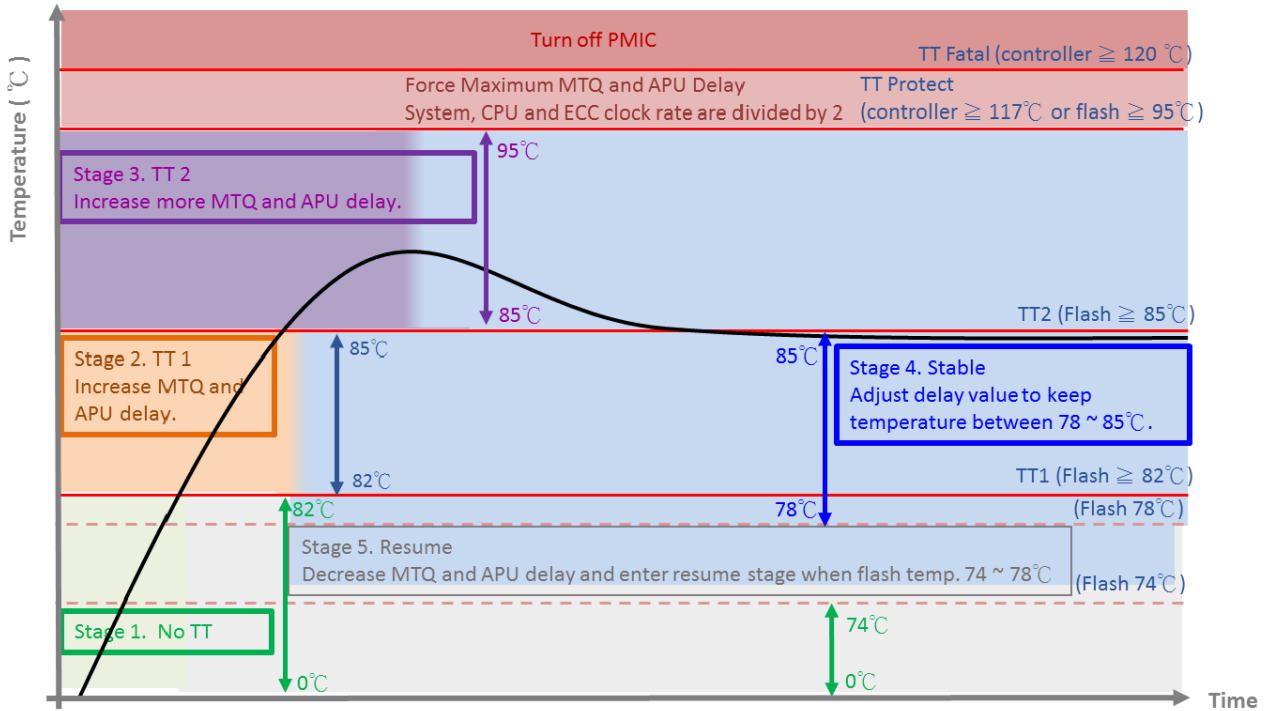 Temperature ( ℃)
Turn off PMIC
TT Fatal (controller ≧ 120 ℃)
Force Maximum MTQ and APU Delay
System, CPU and ECC clock rate are divided by 2
TT Protect
(controller ≧ 117℃ or flash ≧ 95℃)
95℃
Stage 3. TT 2
Increase more MTQ and APU delay.
85℃
TT2 (Flash ≧ 85℃)
Stage 2. TT 1
Increase MTQ and
APU delay.
85℃
85℃
Stage 4. Stable
Adjust delay value to keep
temperature between 78 ~ 85℃.
82℃
TT1 (Flash ≧ 82℃)
82℃
78℃
(Flash 78℃)
Stage 5. Resume
Decrease MTQ and APU delay and enter resume stage when flash temp. 74 ~ 78℃
(Flash 74℃)
Stage 1.  No TT
74℃
0℃
0℃
Time